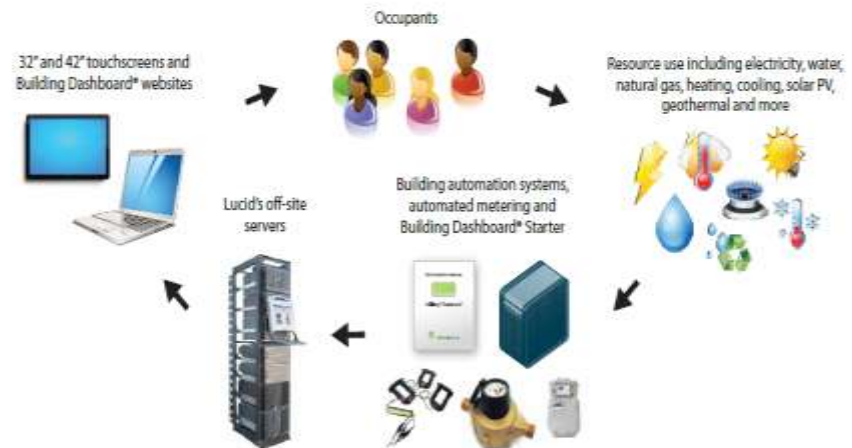 Occupants
32" and 42" touchscreens and
Building Dashboard® websites
Resource use including electricity, water,
natural gas, heating, cooling, solar PV,
geothermal and more
Building automation systems,
automated metering and
Building Dashboard® Starter
Lucid's off-site
servers